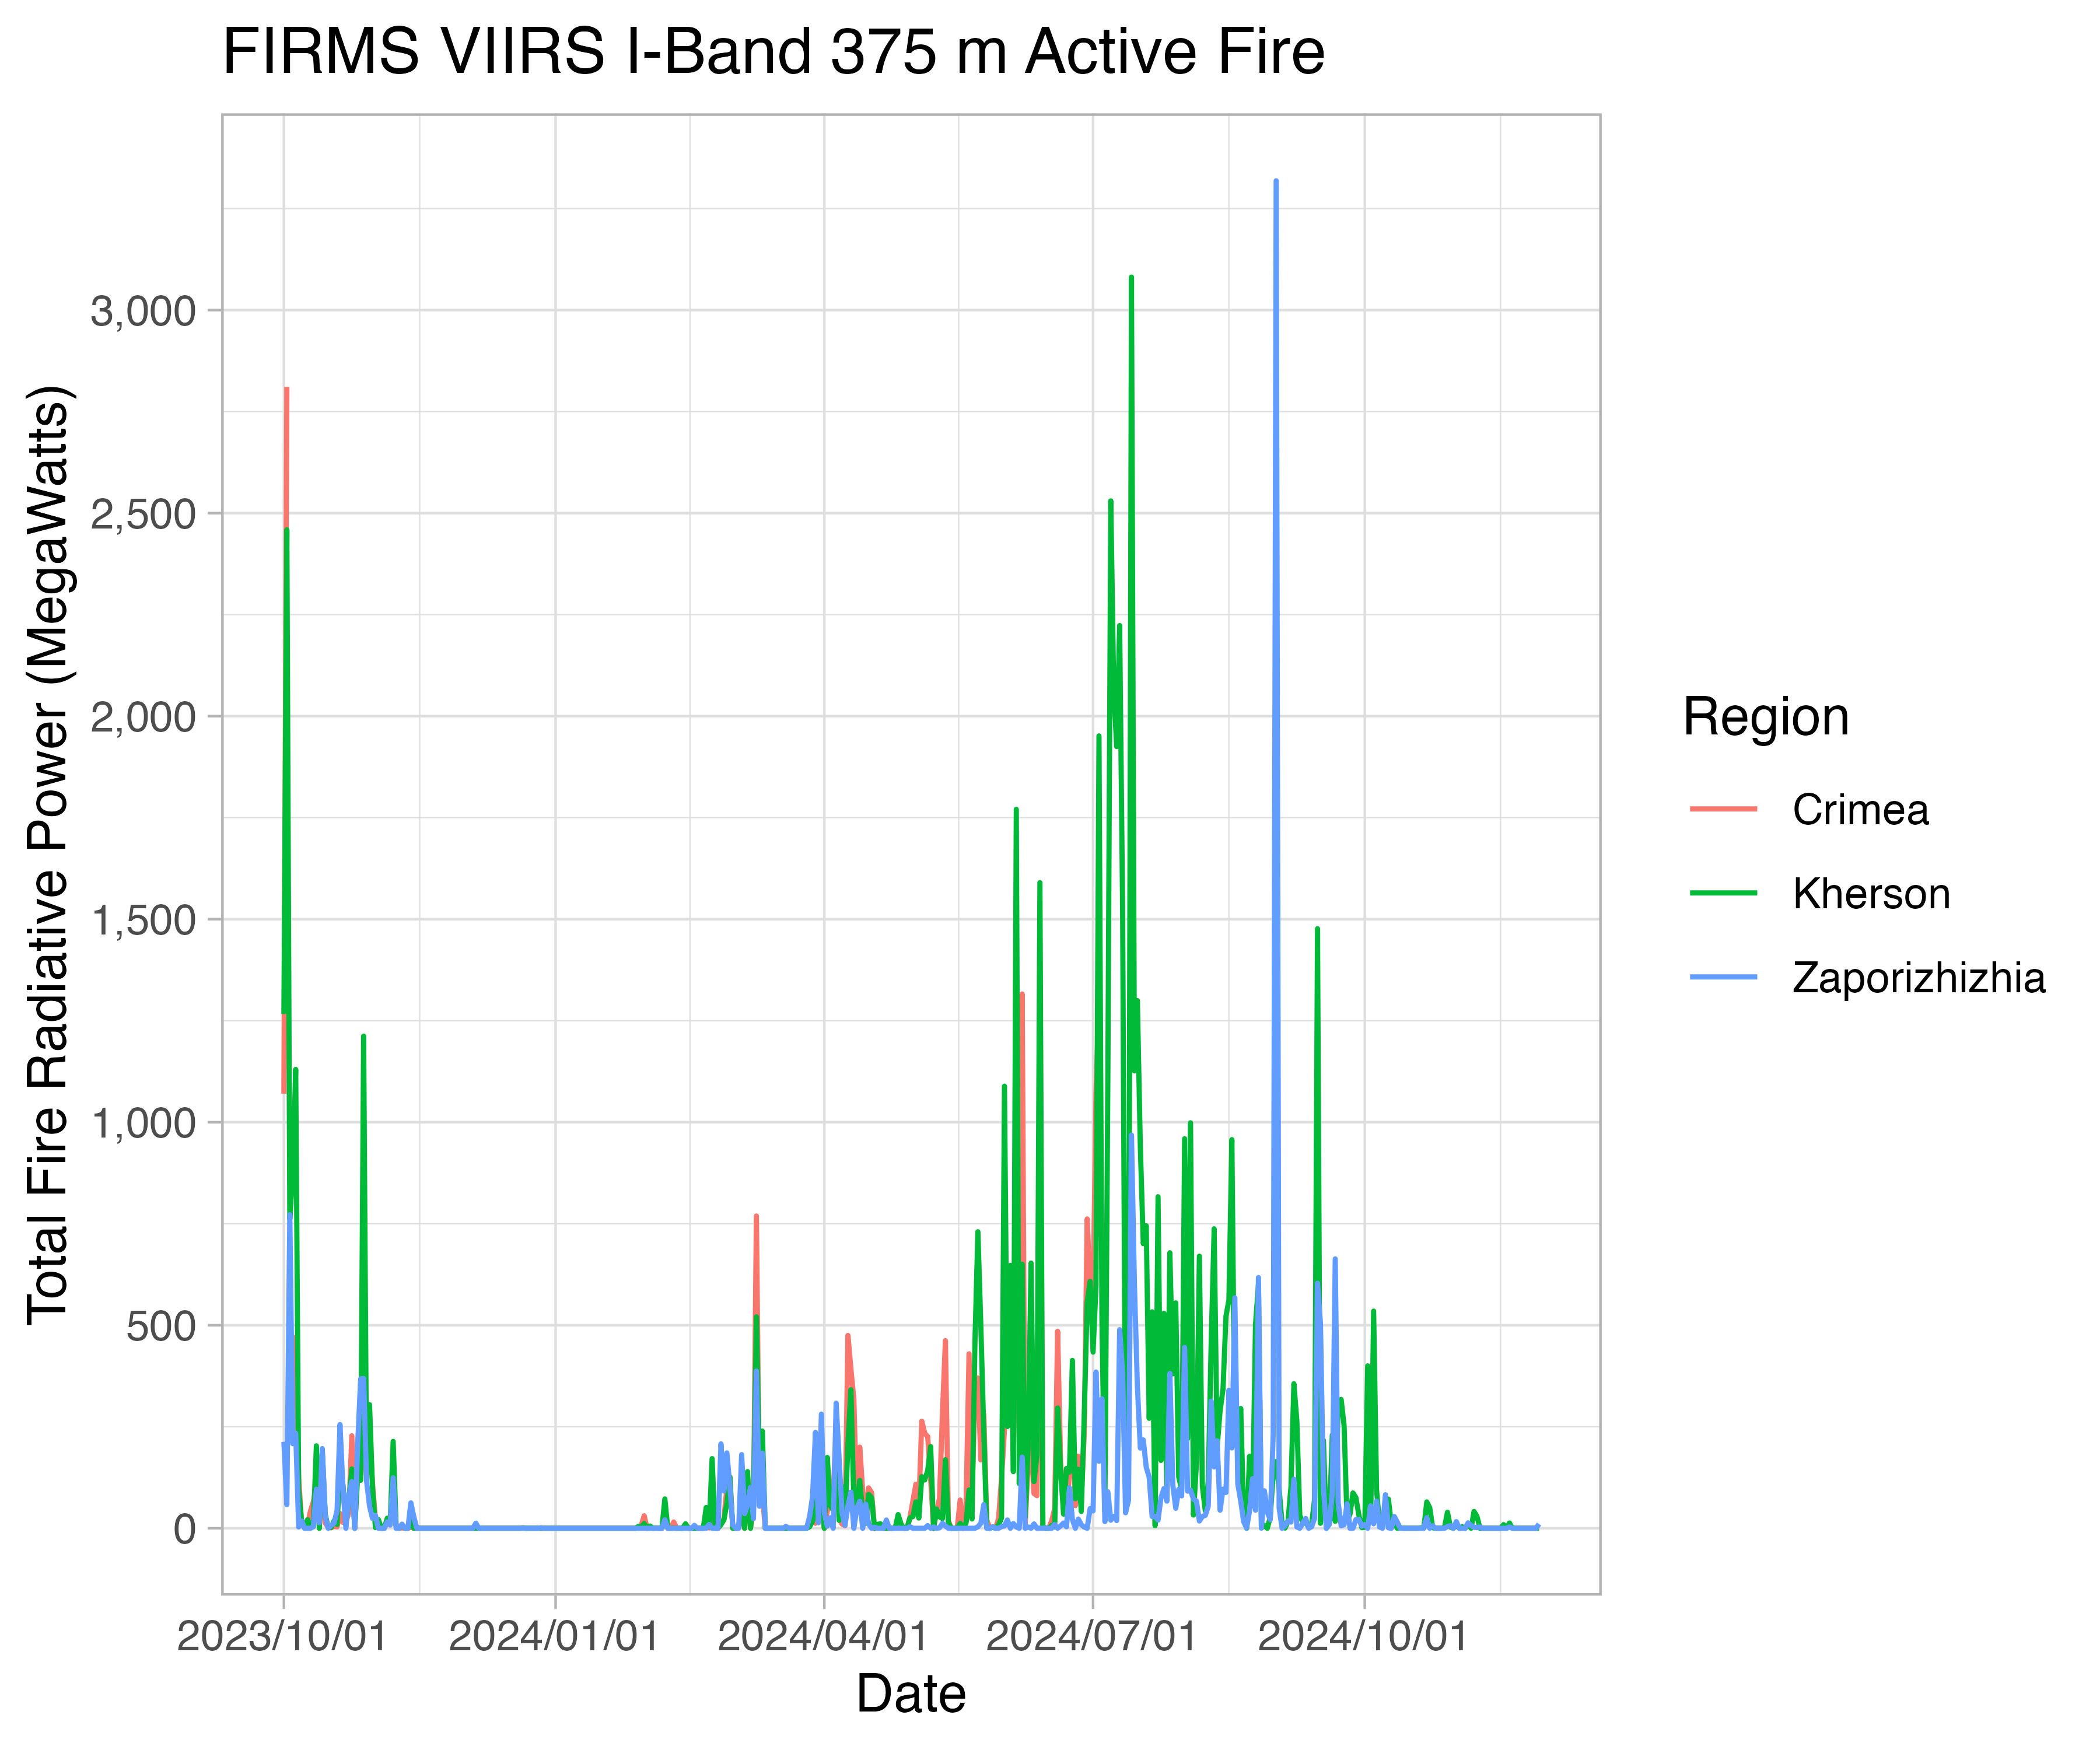 FIRMS VIIRS I-Band 375 m Active Fire
Total Fire Radiative Power (MegaWatts)
3,000
2,500
2,000
1,500
1,000
500
0
2023/10/01 2024/01/01 2024/04/01 2024/07/01 2024/10/01
Date
Region
Crimea
Kherson
Zaporizhizhia